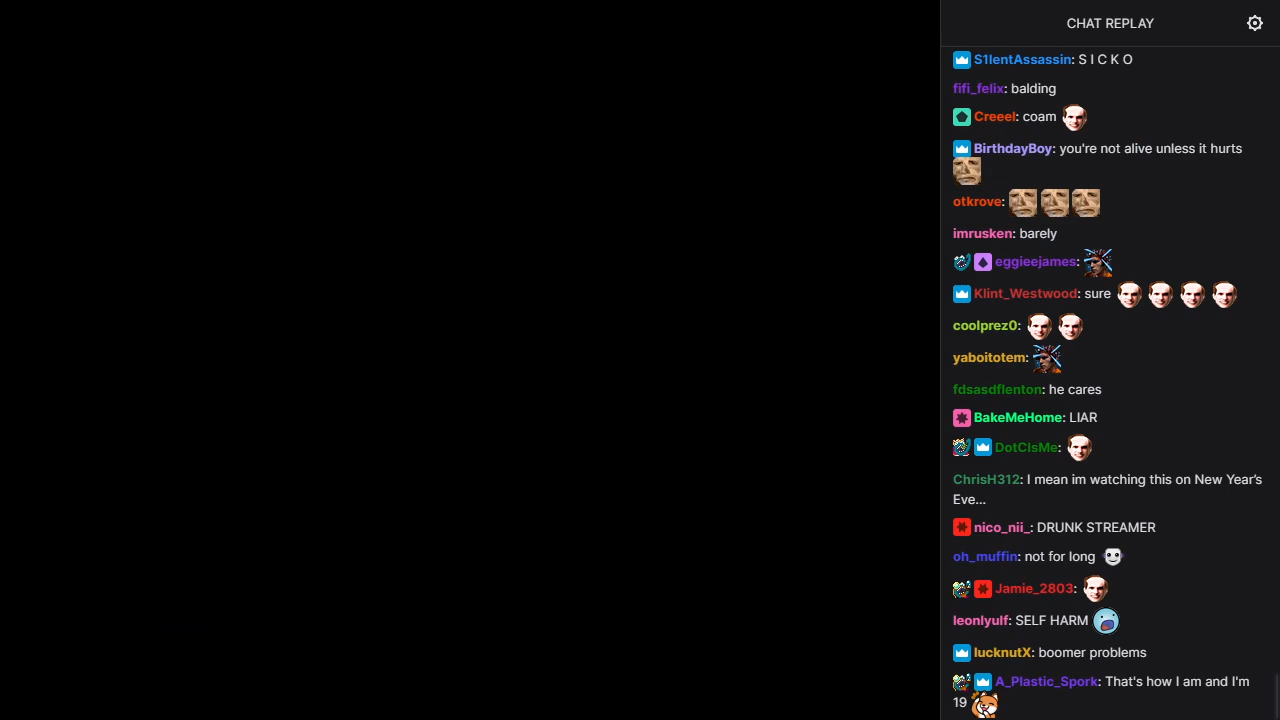 CHAT REPLAY
S1lentAssassin: S I C K O
fifi_felix: balding
Creeel: coam
BirthdayBoy: you're not alive unless it hurts
otkrove:
imrusken: barely
eggieejames:
Klint_Westwood: sure
coolprez0:
yaboitotem:
fdsasdflenton: he cares
BakeMeHome: LIAR
DotClsMe:
ChrisH312: I mean im watching this on New Year's
Eve...
nico_nii_: DRUNK STREAMER
oh_muffin: not for long
Jamie_2803:
leonlyulf: SELF HARM
lucknutX: boomer problems
A_Plastic_Spork: That's how I am and I'm
19